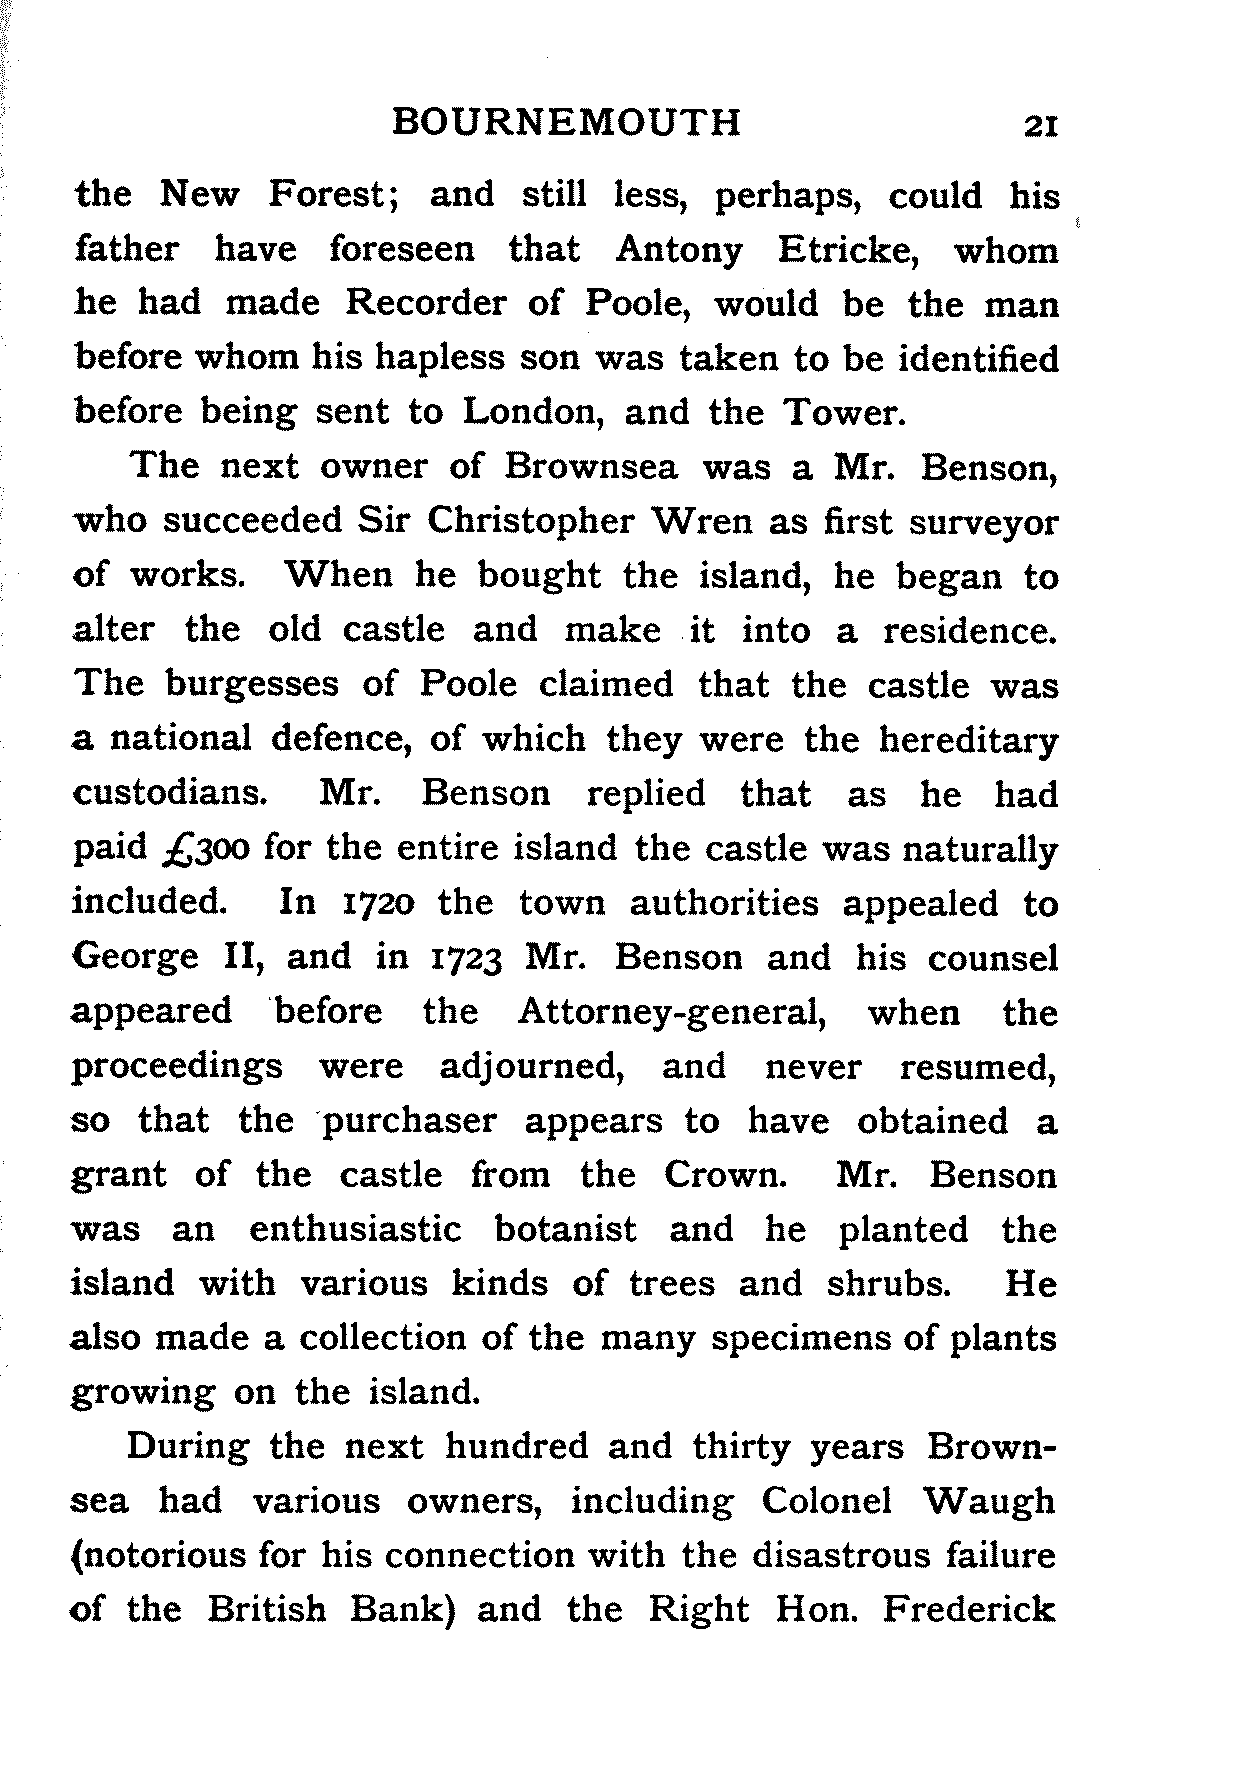 BOURNEMOUTH 21
the New Forest; and still less, perhaps, could his
father have foreseen that Antony Etricke, whom
he had made Recorder of Poole, would be the man
before whom his hapless son was taken to be identified
before being sent to London, and the Tower.
The next owner of Brownsea was a Mr. Benson,
who succeeded Sir Christopher Wren as first surveyor
of works. When he bought the island, he began to
alter the old castle and make it into a residence.
The burgesses of Poole claimed that the castle was
a national defence, of which they were the hereditary
custodians. Mr. Benson replied that as he had
paid £300 for the entire island the castle was naturally
included. In 1720 the town authorities appealed to
George II, and in 1723 Mr. Benson and his counsel
appeared before the Attorney-general, when the
proceedings were adjourned, and never resumed,
so that the purchaser appears to have obtained a
grant of the castle from the Crown. Mr. Benson
was an enthusiastic botanist and he planted the
island with various kinds of trees and shrubs. He
also made a collection of the many specimens of plants
growing on the island.
During the next hundred and thirty years Brown-
sea had various owners, including Colonel Waugh
(notorious for his connection with the disastrous failure
of the British Bank) and the Right Hon. Frederick